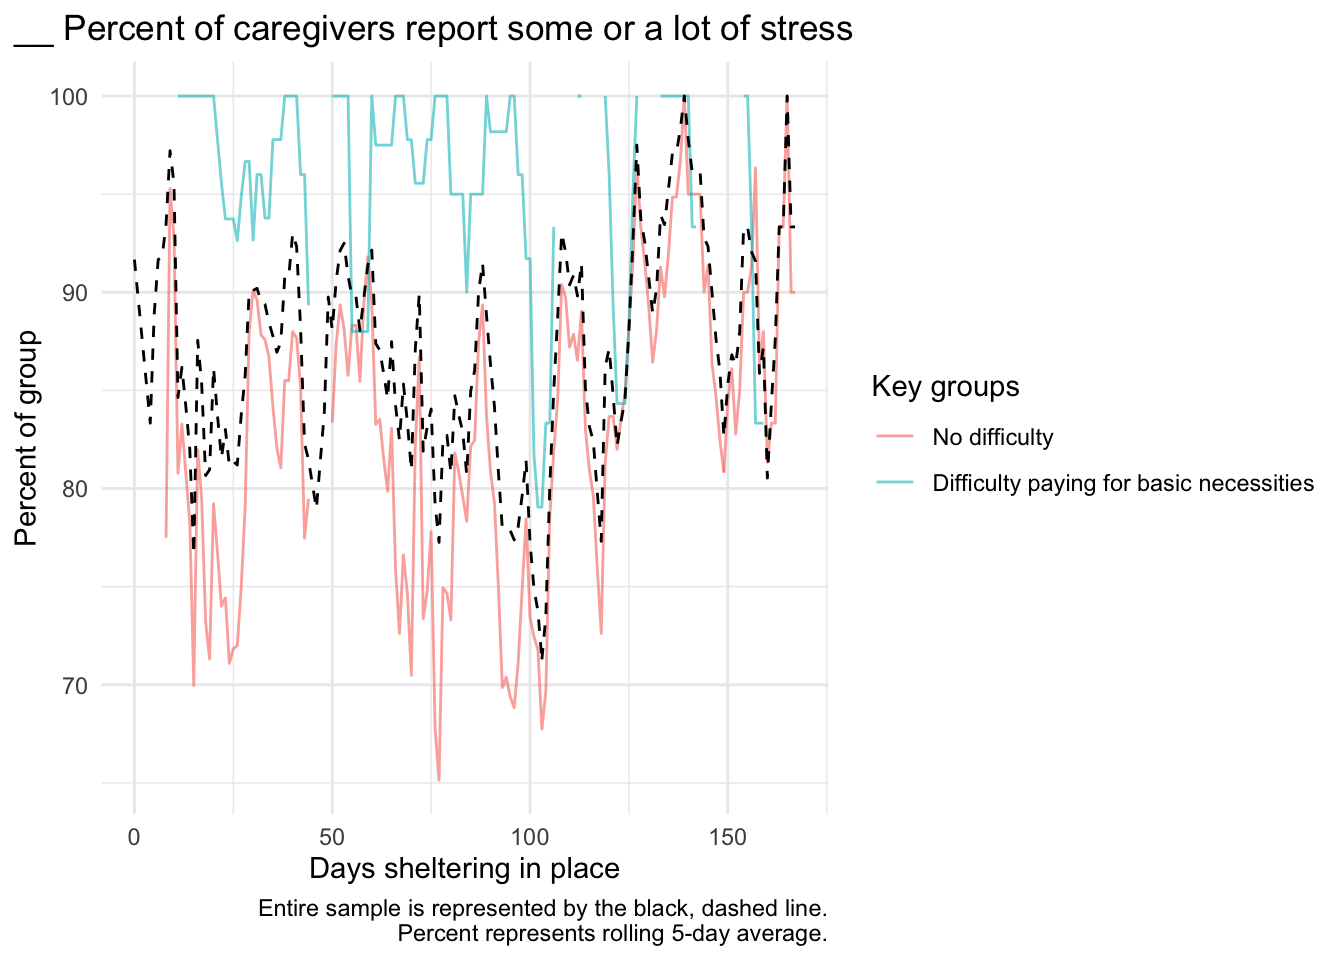 __ Percent of caregivers report some or a lot of stress
100
90
80
70
Percent of group
0 50 100 150
Days sheltering in place
Key groups
No difficulty
Difficulty paying for basic necessities
Entire sample is represented by the black, dashed line.
Percent represents rolling 5-day average.